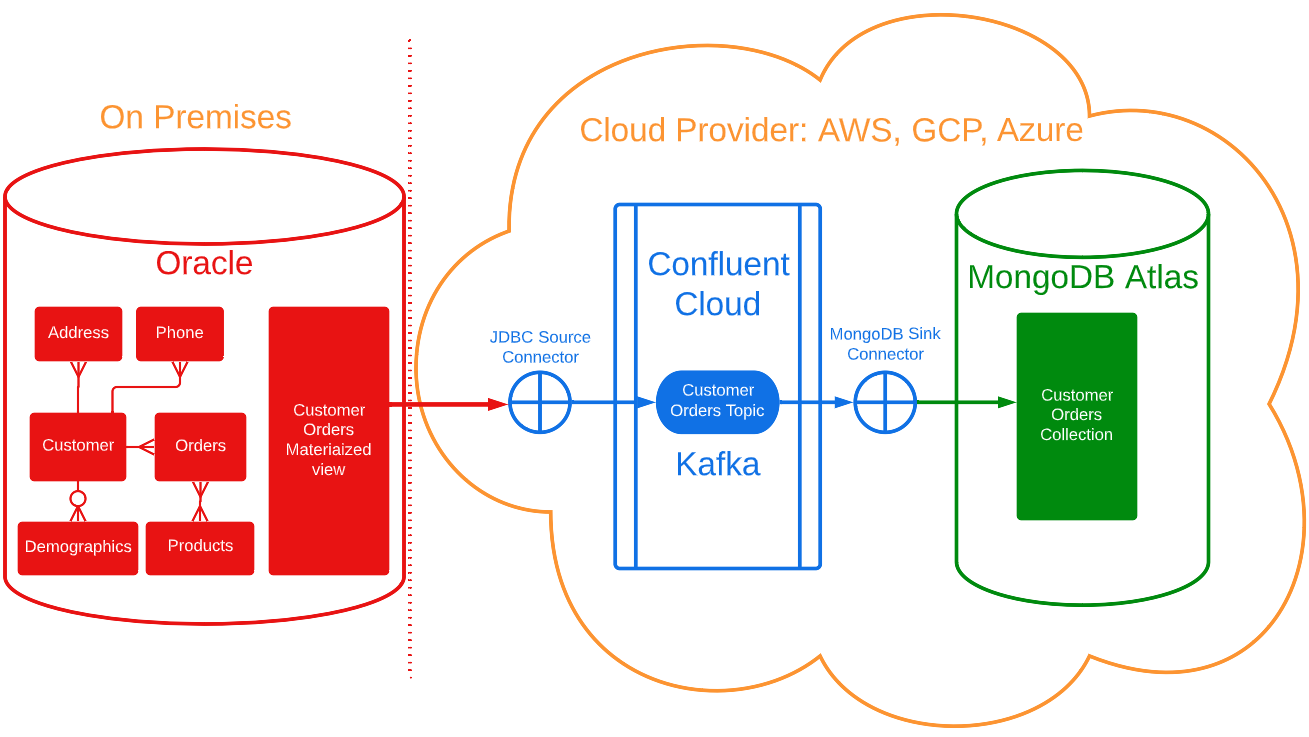 On Premises
Oracle
Address
Phone
Customer
Orders
Demographics
Products
Customer
Orders
Materiaized
view
Cloud Provider: AWS, GCP, Azure
JDBC Source
Connector
Confluent
Cloud
Customer
Orders Topic
Kafka
MongoDB Sink
Connector
MongoDB Atlas
Customer
Orders
Collection